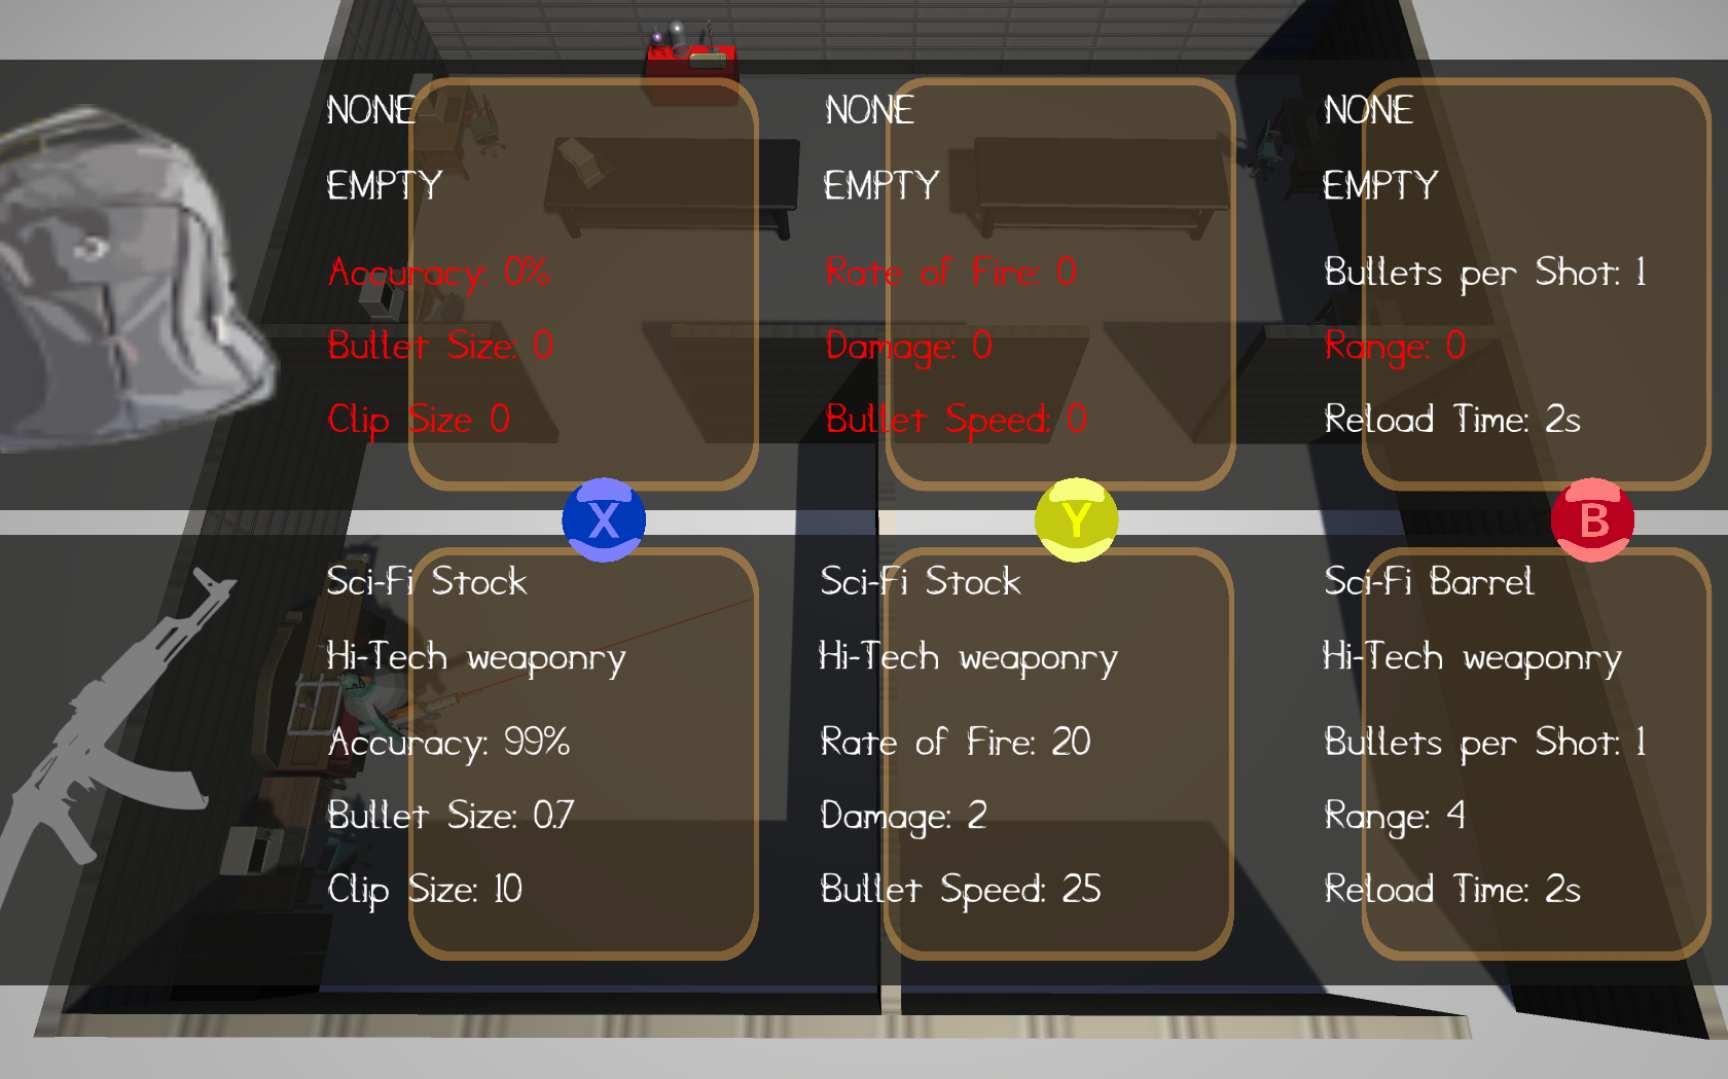 NONE
EMPTY
Accuracy: 0%
Bullet Size: 0
Clip Size 0
NONE
EMPTY
Rate of Fire: 0
Damage: 0
Bullet Speed: 0
NONE
EMPTY
Bullets per Shot: 1
Range: 0
Reload Time: 2s
X
Y
B
Sci-Fi Stock
Hi-Tech weaponry
Accuracy: 99%
Bullet Size: 0.7
Clip Size: 10
Sci-Fi Stock
Hi-Tech weaponry
Rate of Fire: 20
Damage: 2
Bullet Speed: 25
Sci-Fi Barrel
Hi-Tech weaponry
Bullets per Shot: 1
Range: 4
Reload Time: 2s